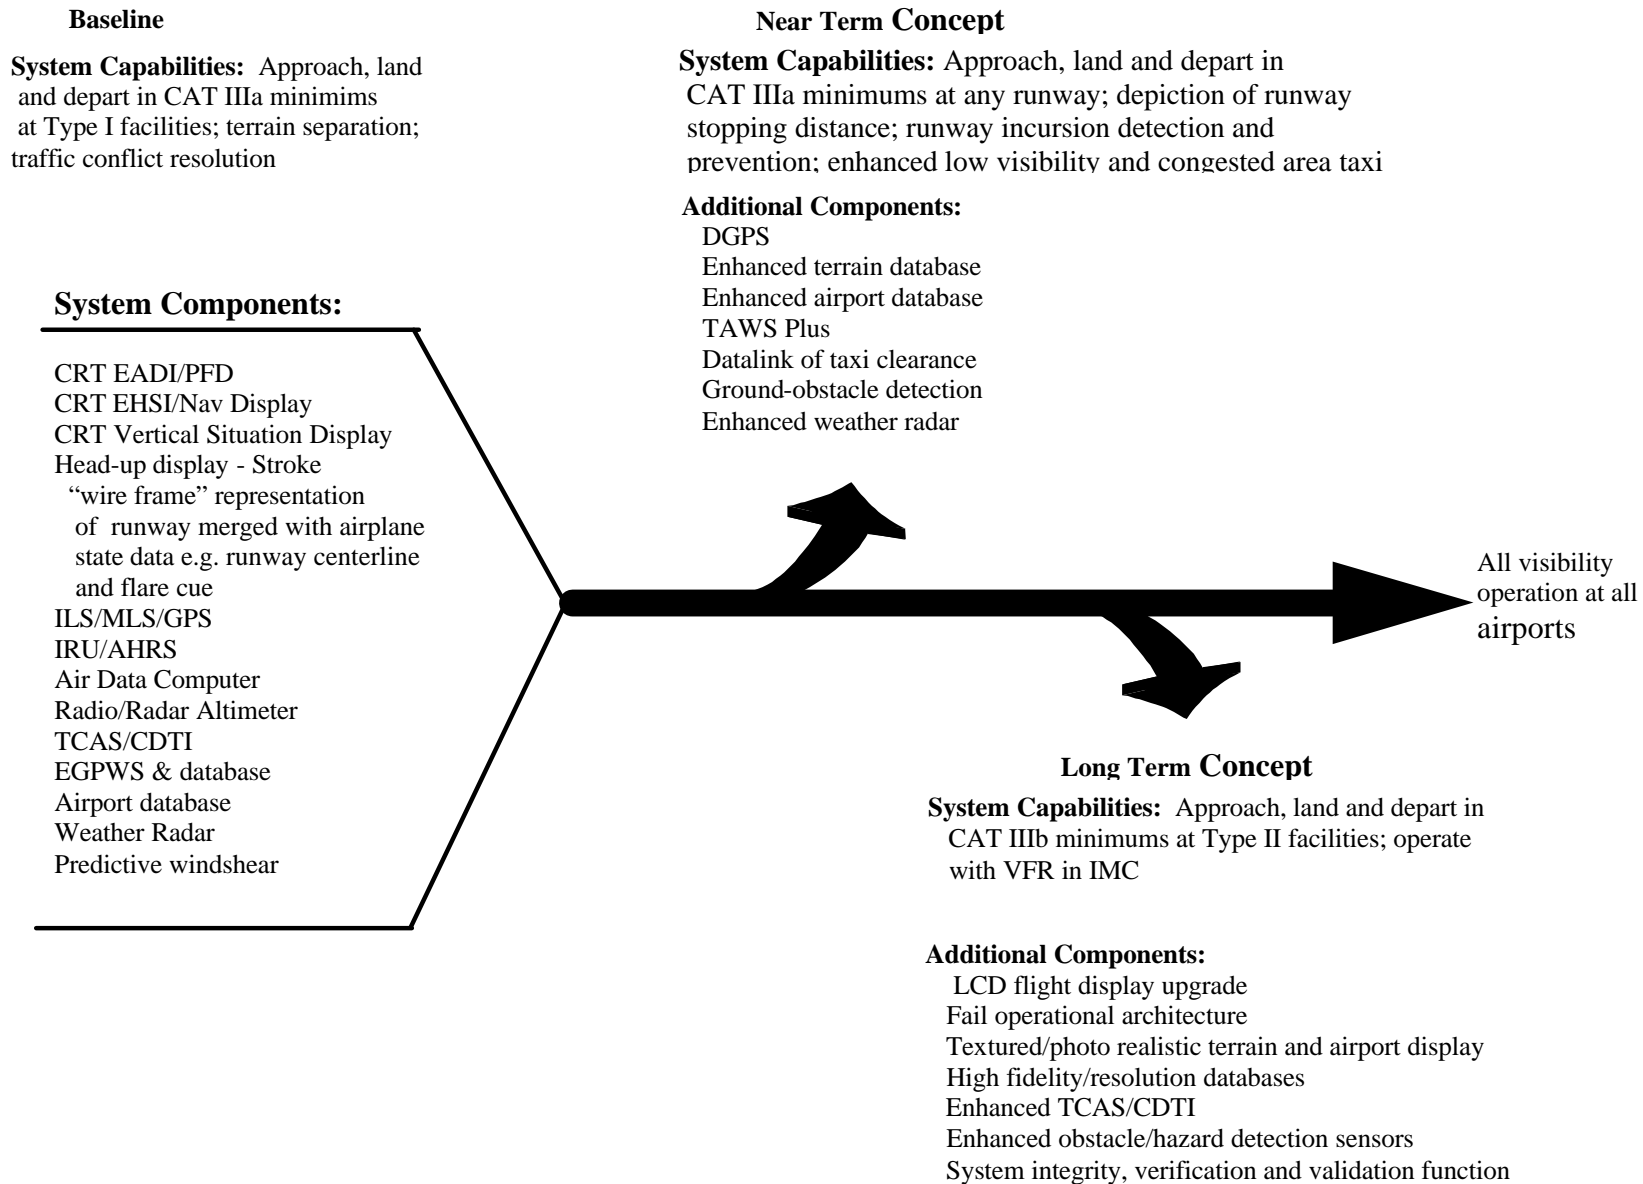 Baseline
System Capabilities: Approach, land
and depart in CAT IIIa minimims
at Type I facilities; terrain separation;
traffic conflict resolution
System Components:
CRT EADI/PFD
CRT EHSI/Nav Display
CRT Vertical Situation Display
Head-up display - Stroke
“wire frame” representation
of runway merged with airplane
state data e.g. runway centerline
and flare cue
ILS/MLS/GPS
IRU/AHRS
Air Data Computer
Radio/Radar Altimeter
TCAS/CDTI
EGPWS & database
Airport database
Weather Radar
Predictive windshear
Near Term Concept
System Capabilities: Approach, land and depart in
CAT IIIa minimums at any runway; depiction of runway
stopping distance; runway incursion detection and
prevention; enhanced low visibility and congested area taxi
Additional Components:
DGPS
Enhanced terrain database
Enhanced airport database
TAWS Plus
Datalink of taxi clearance
Ground-obstacle detection
Enhanced weather radar
All visibility
operation at all
airports
Long Term Concept
System Capabilities: Approach, land and depart in
CAT IIIb minimums at Type II facilities; operate
with VFR in IMC
Additional Components:
LCD flight display upgrade
Fail operational architecture
Textured/photo realistic terrain and airport display
High fidelity/resolution databases
Enhanced TCAS/CDTI
Enhanced obstacle/hazard detection sensors
System integrity, verification and validation function